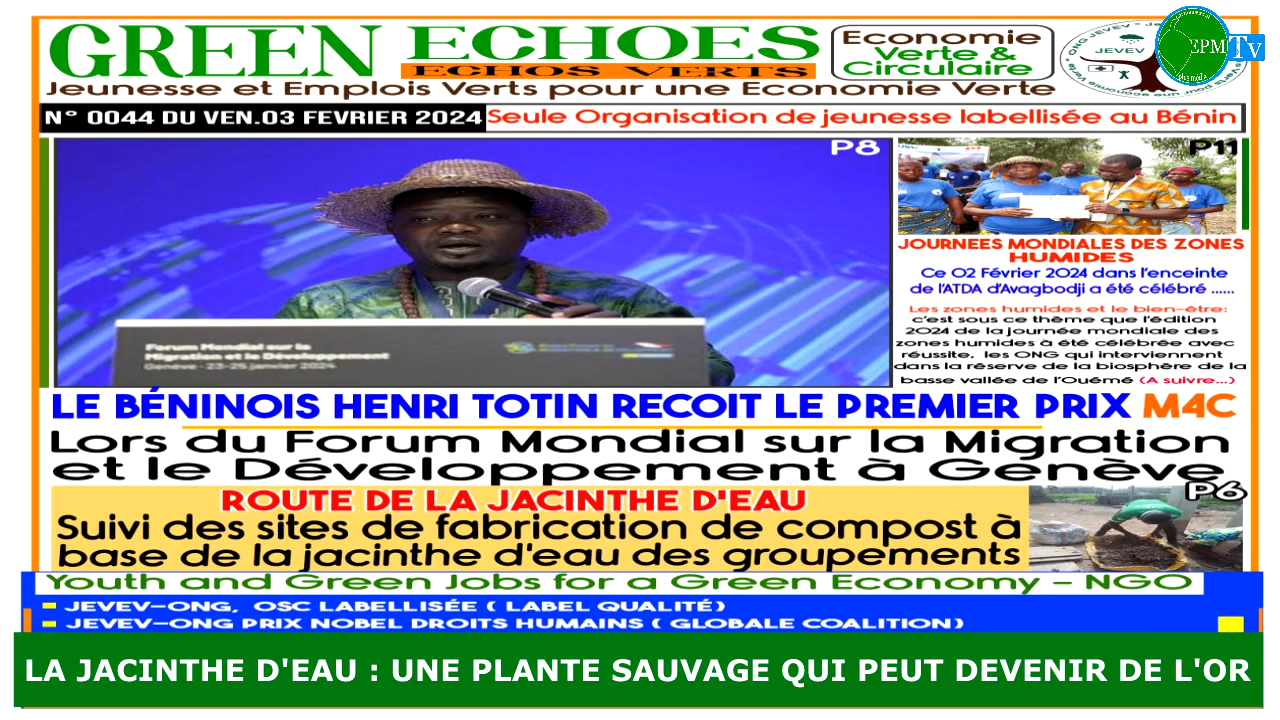 GREEN ECHOES
ECHOS VERTS
Jeunesse et Emplois Verts pour une Economie Verte
Economie
Verte &
Circulaire
JEVEV
EPM TV
N° 0044 DU VEN.03 FEVRIER 2024
Seule Organisation de jeunesse labellisée au Bénin
P8
Forum Mondial sur la
Migration et le Développement
Genève - 23-25 janvier 2024
P11
JOURNEES MONDIALES DES ZONES
HUMIDES
Ce 02 Février 2024 dans l'enceinte
de l'ATDA d'Avagbodji a été célébré ......
Les zones humides et le bien-être:
c'est sous ce thème que l'édition
2024 de la journée mondiale des
zones humides à été célébrée avec
réussite, les ONG qui interviennent
dans la réserve de la biosphère de la
basse vallée de l'Ouémé (A suivre...)
LE BÉNINOIS HENRI TOTIN RECOIT LE PREMIER PRIX M4C
Lors du Forum Mondial sur la Migration
et le Développement à Genève
P6
ROUTE DE LA JACINTHE D'EAU
Suivi des sites de fabrication de compost à
base de la jacinthe d'eau des groupements
Youth and Green Jobs for a Green Economy - NGO
JEVEV-ONG, OSC LABELLISÉE ( LABEL QUALITÉ)
JEVEV-ONG PRIX NOBEL DROITS HUMAINS ( GLOBALE COALITION)
LA JACINTHE D'EAU : UNE PLANTE SAUVAGE QUI PEUT DEVENIR DE L'OR